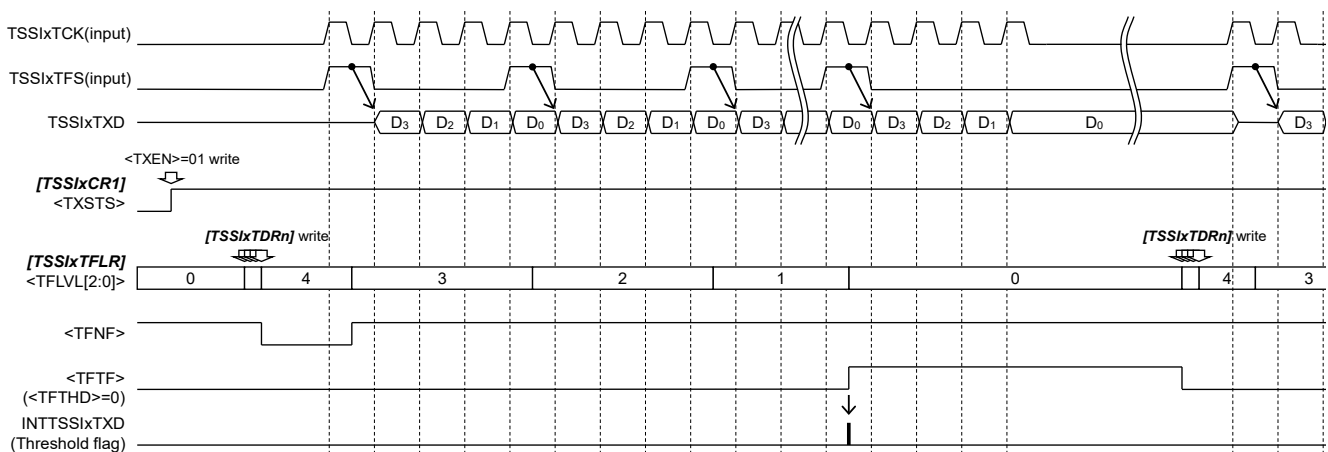 TSSIxTCK(input)
TSSIxTFS(input)
TSSIxTXD
D3 D2 D1 D0 D3 D2 D1 D0 D3 D0 D3 D2 D1 D0 D3
<TXEN>=01 write
[TSSIxCR1]
<TXSTS>
[TSSIxTDRn] write [TSSIxTDRn] write
[TSSIxTFLR]
<TFLVL[2:0]>
0 4 3 2 1 0 4 3
<TFNF>
<TFTF>
(<TFTHD>=0)
INTTSSIxTXD
(Threshold flag)